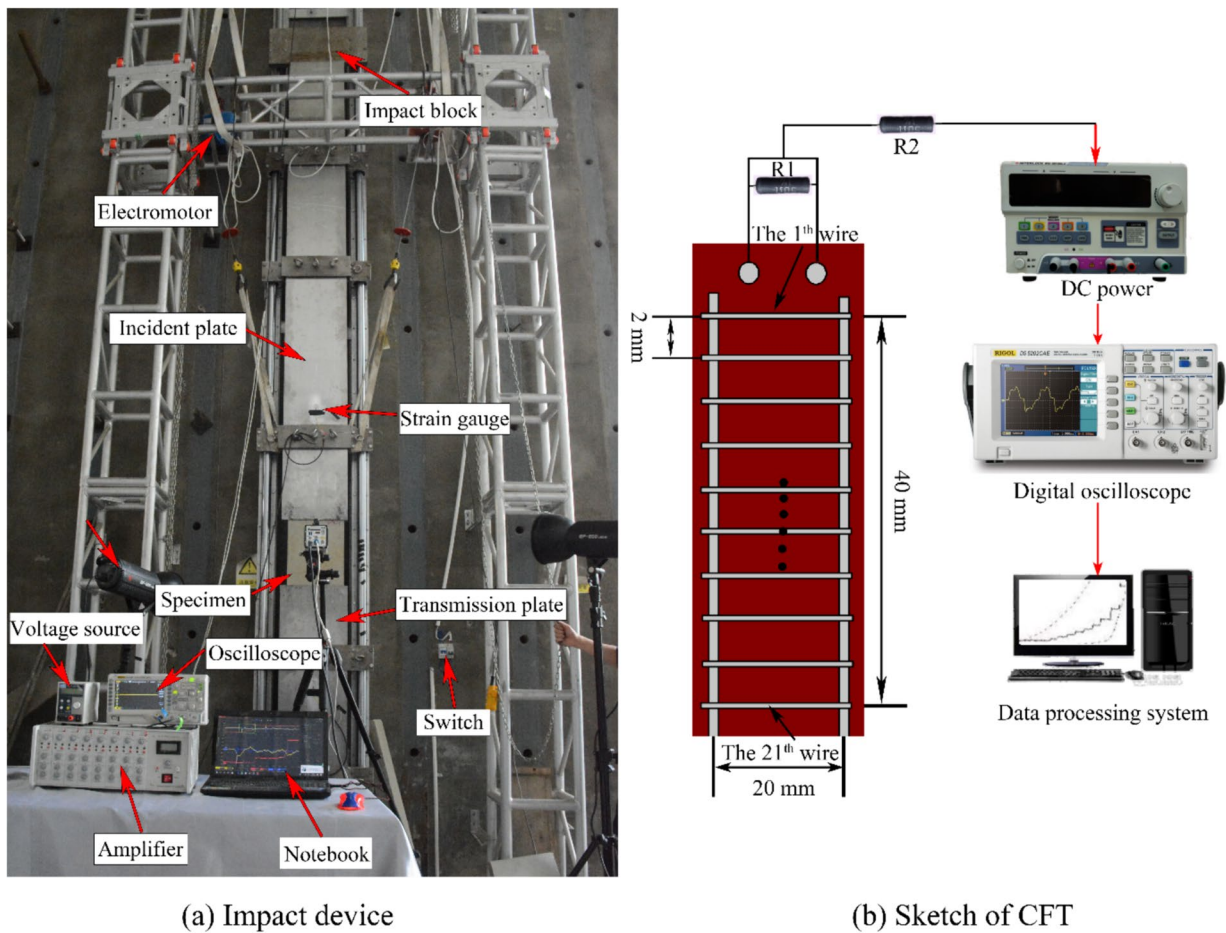 Impact block
Electromotor
Incident plate
Strain gauge
Specimen
Transmission plate
Voltage source
Oscilloscope
Switch
Amplifier
Notebook
(a) Impact device
R2
R1
The 1th wire
2 mm
40 mm
The 21th wire
20 mm
DC power
RIGOL
Digital oscilloscope
Data processing system
(b) Sketch of CFT